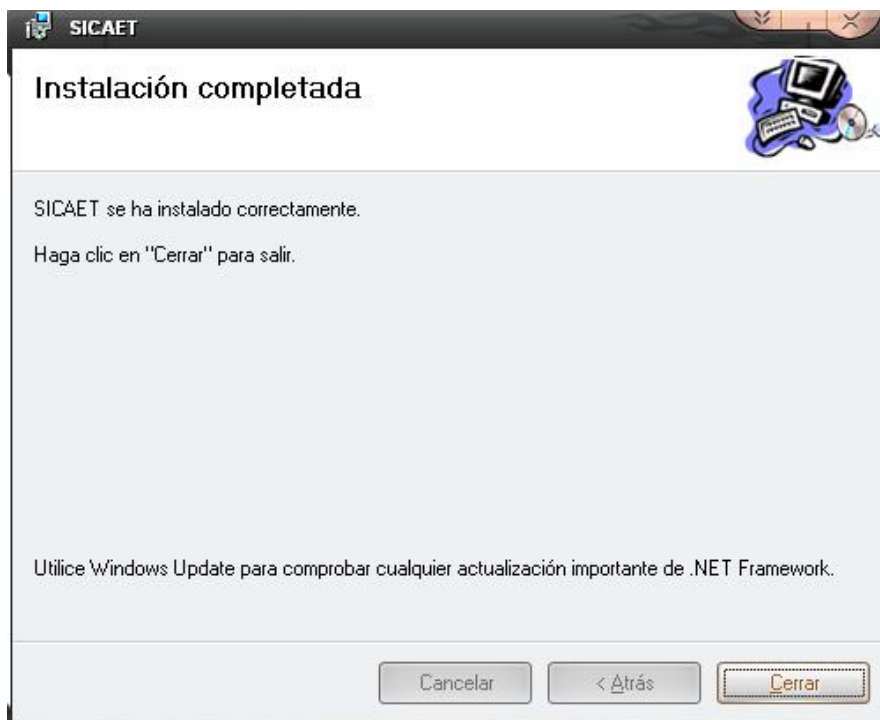 SICAET
Instalación completada
SICAET se ha instalado correctamente.
Haga clic en "Cerrar" para salir.
Utilice Windows Update para comprobar cualquier actualización importante de .NET Framework.
Cancelar < Atrás Cerrar